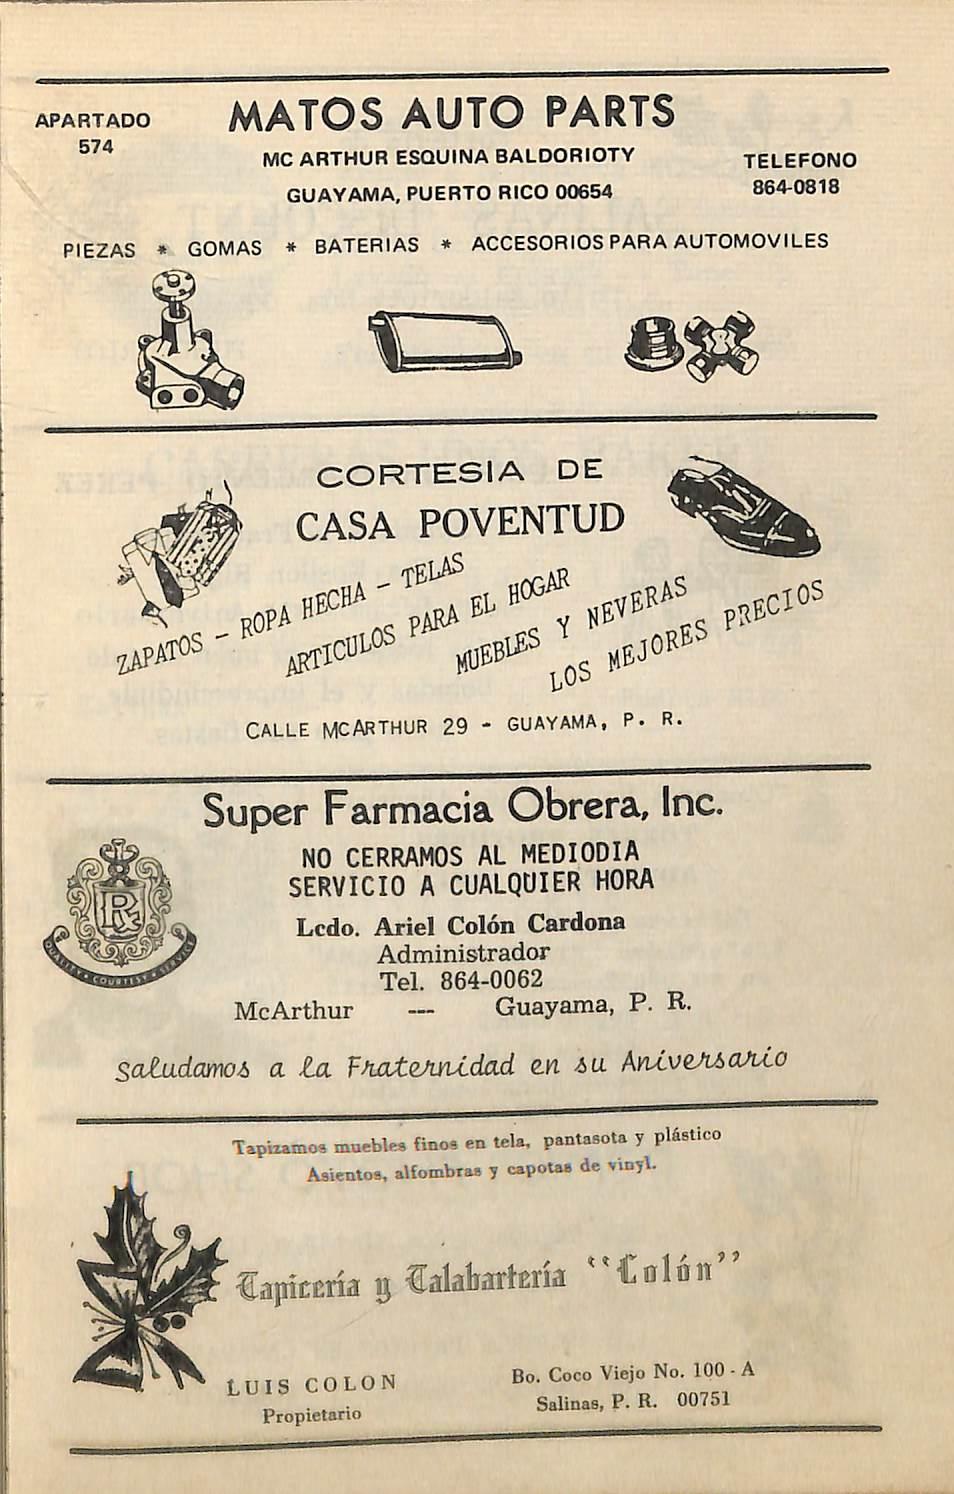 APARTADO
574
MATOS AUTO PARTS
MC ARTHUR ESQUINA BALDORIOTY
GUAYAMA, PUERTO RICO 00654
TELEFONO
864-0818
PIEZAS * GOMAS * BATERIAS * ACCESORIOS PARA AUTOMOVILES
CORTESIA DE
CASA POVENTUD
ZAPATOS - ROPA HECHA - TELAS
ARTICULOS PARA EL HOGAR
MUEBLES Y NEVERAS
LOS MEJORES PRECIOS
CALLE MCARTHUR 29 - GUAYAMA, P. R.
Super Farmacia Obrera, Inc.
NO CERRAMOS AL MEDIODIA
SERVICIO A CUALQUIER HORA
Rx
QUALITY • COURTESY • SERVICE
Lcdo. Ariel Colón Cardona
Administrador
Tel. 864-0062
McArthur --- Guayama, P. R.
Saludamos a la Fraternidad en su Aniversario
Tapizamos muebles finos en tela, pantasota y plástico
Asientos, alfombras y capotas de vinyl.
Tapicería y Talabartería "Colón"
LUIS COLON
Propietario
Bo. Coco Viejo No. 100 - A
Salinas, P. R. 00751